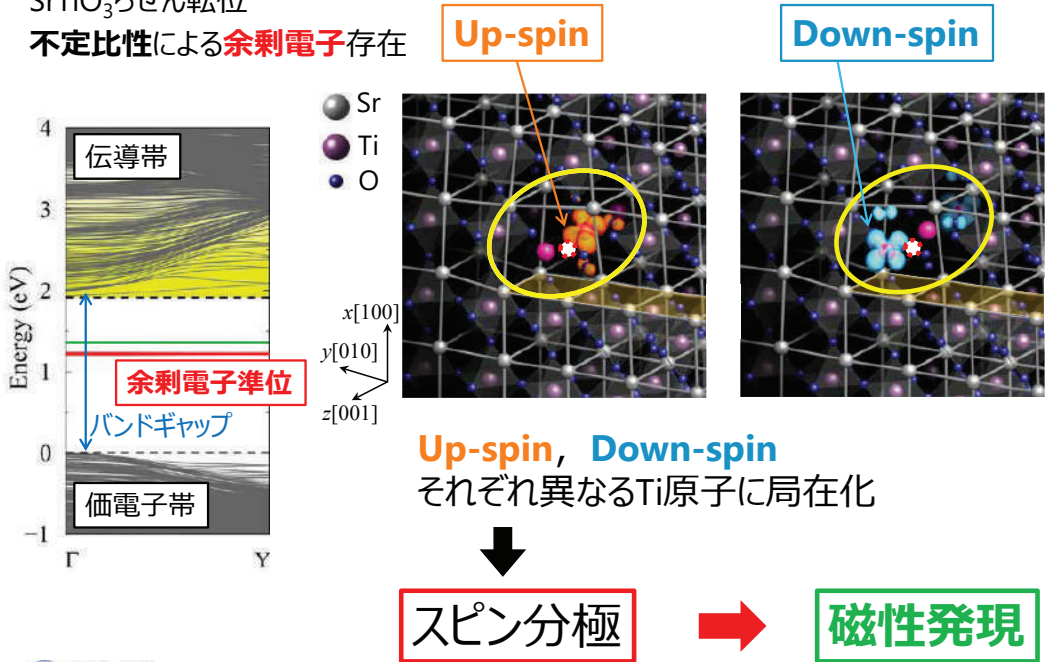 SrTiO₃らせん転位
不定比性による余剰電子存在
Up-spin
Down-spin
Sr
Ti
O
4
3
2
1
0
−1
Energy (eV)
Γ
Y
伝導帯
余剰電子準位
バンドギャップ
価電子帯
x[100]
y[010]
z[001]
Up-spin, Down-spin
それぞれ異なるTi原子に局在化
スピン分極
磁性発現